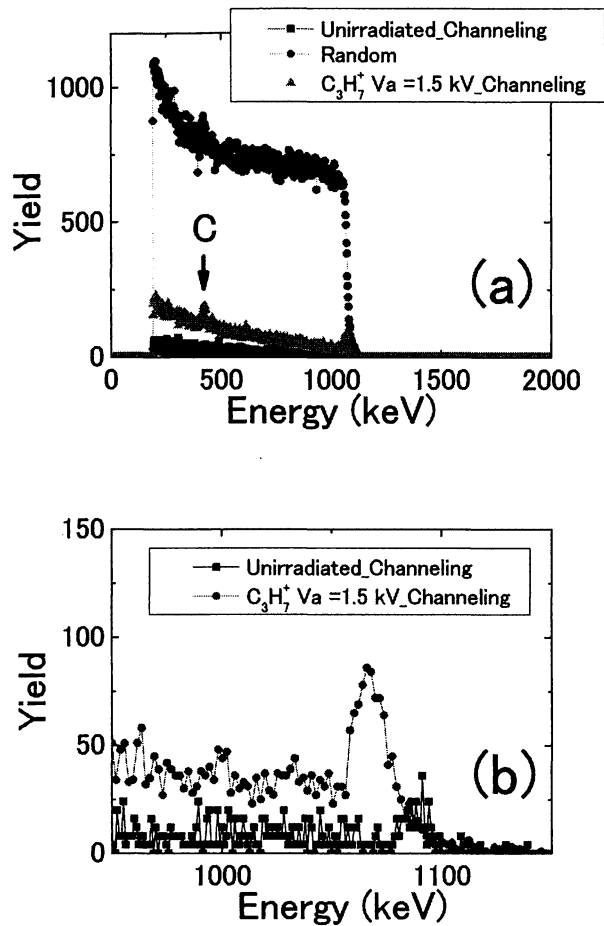 Unirradiated_Channeling
Random
C₃H₇⁺ Va =1.5 kV_Channeling
1000
500
0
Yield
C
(a)
0 500 1000 1500 2000
Energy (keV)
150
100
50
0
Yield
Unirradiated_Channeling
C₃H₇⁺ Va =1.5 kV_Channeling
(b)
1000 1100
Energy (keV)